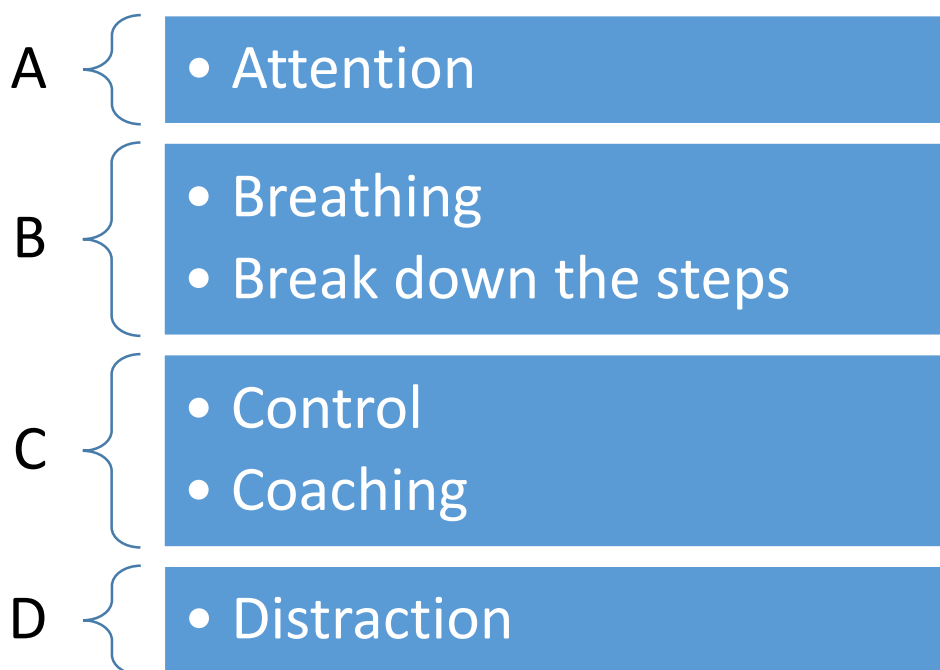 A
• Attention
B
• Breathing
• Break down the steps
C
• Control
• Coaching
D
• Distraction